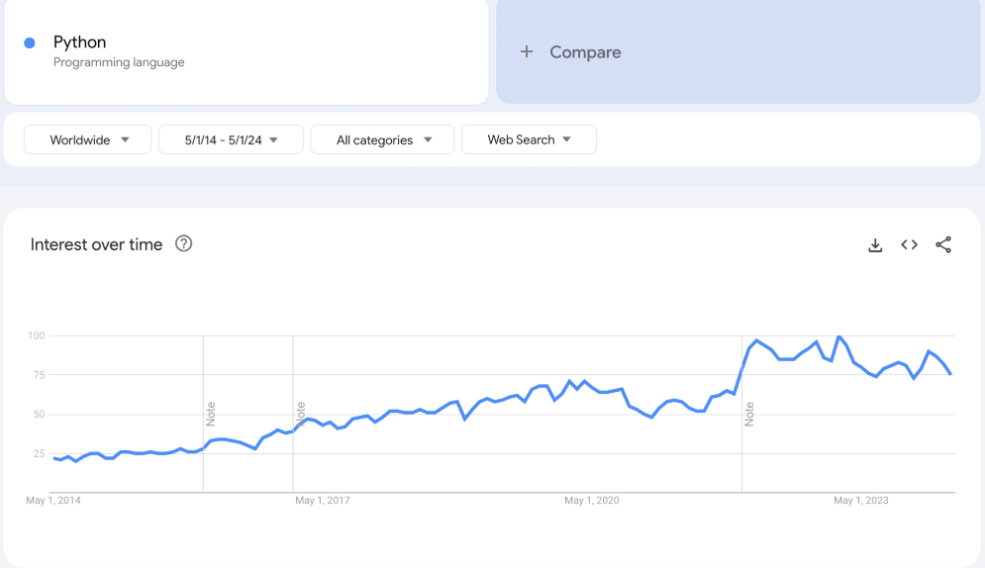 Python
Programming language
+ Compare
Worldwide
5/1/14 - 5/1/24
All categories
Web Search
Interest over time ?
100
75
50
25
Note
Note
Note
May 1, 2014
May 1, 2017
May 1, 2020
May 1, 2023